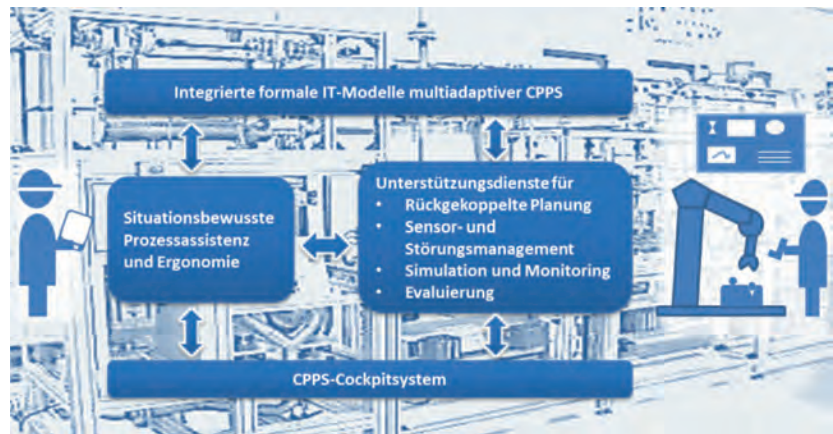 Integrierte formale IT-Modelle multiadaptiver CPPS
Situationsbewusste
Prozessassistenz
und Ergonomie
Unterstützungsdienste für
• Rückgekoppelte Planung
• Sensor- und
Störungsmanagement
• Simulation und Monitoring
• Evaluierung
CPPS-Cockpitsystem